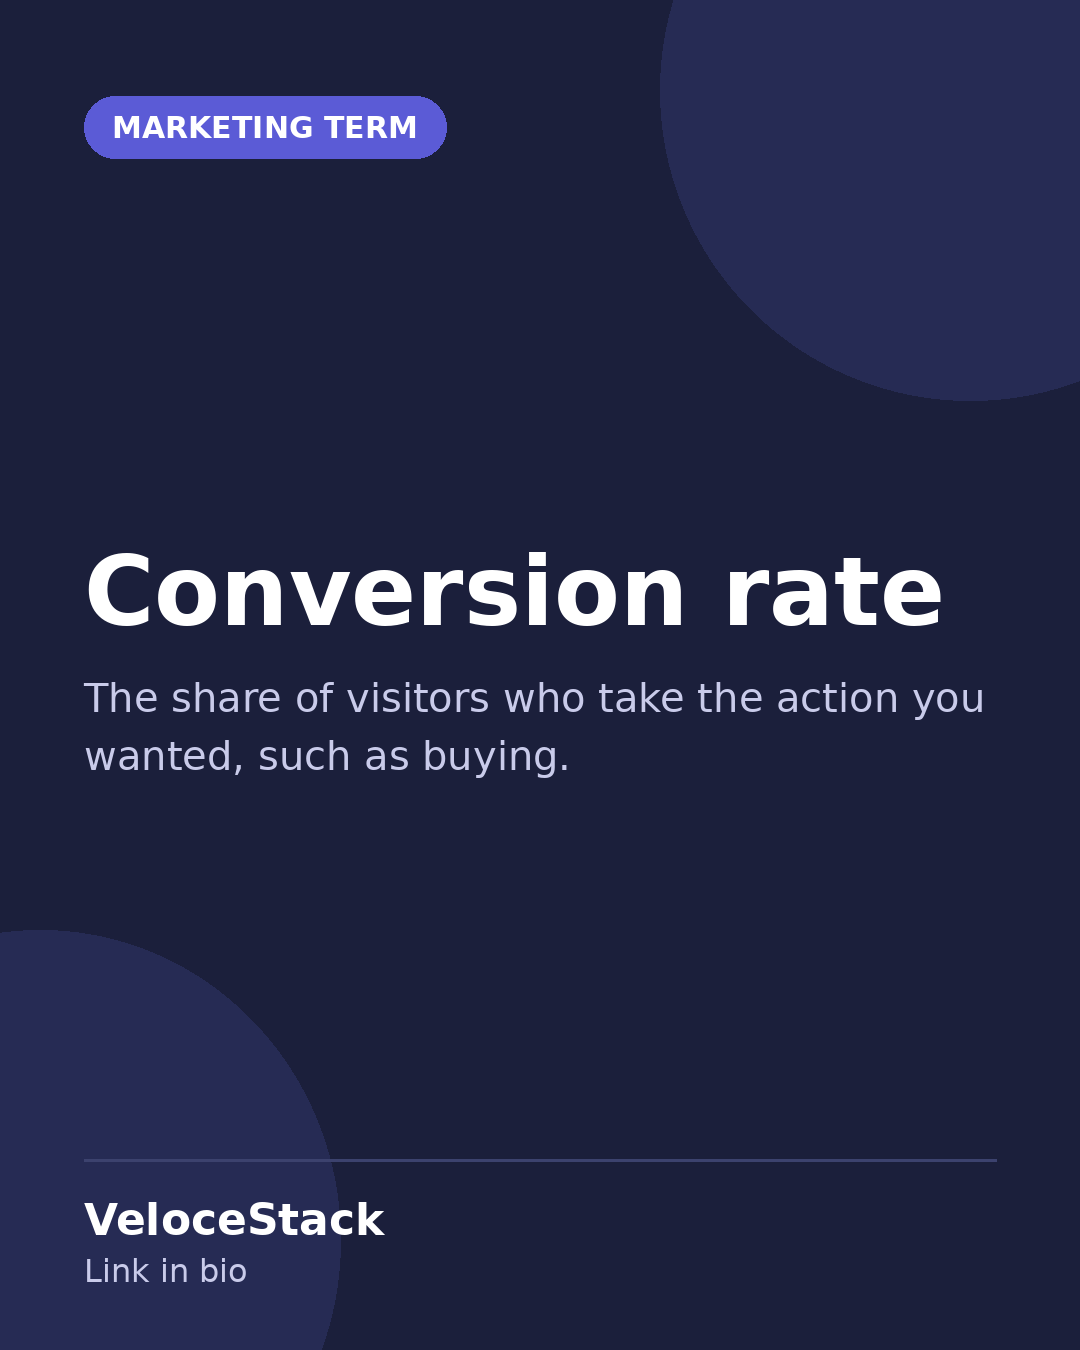 MARKETING TERM
Conversion rate
The share of visitors who take the action you
wanted, such as buying.
VeloceStack
Link in bio